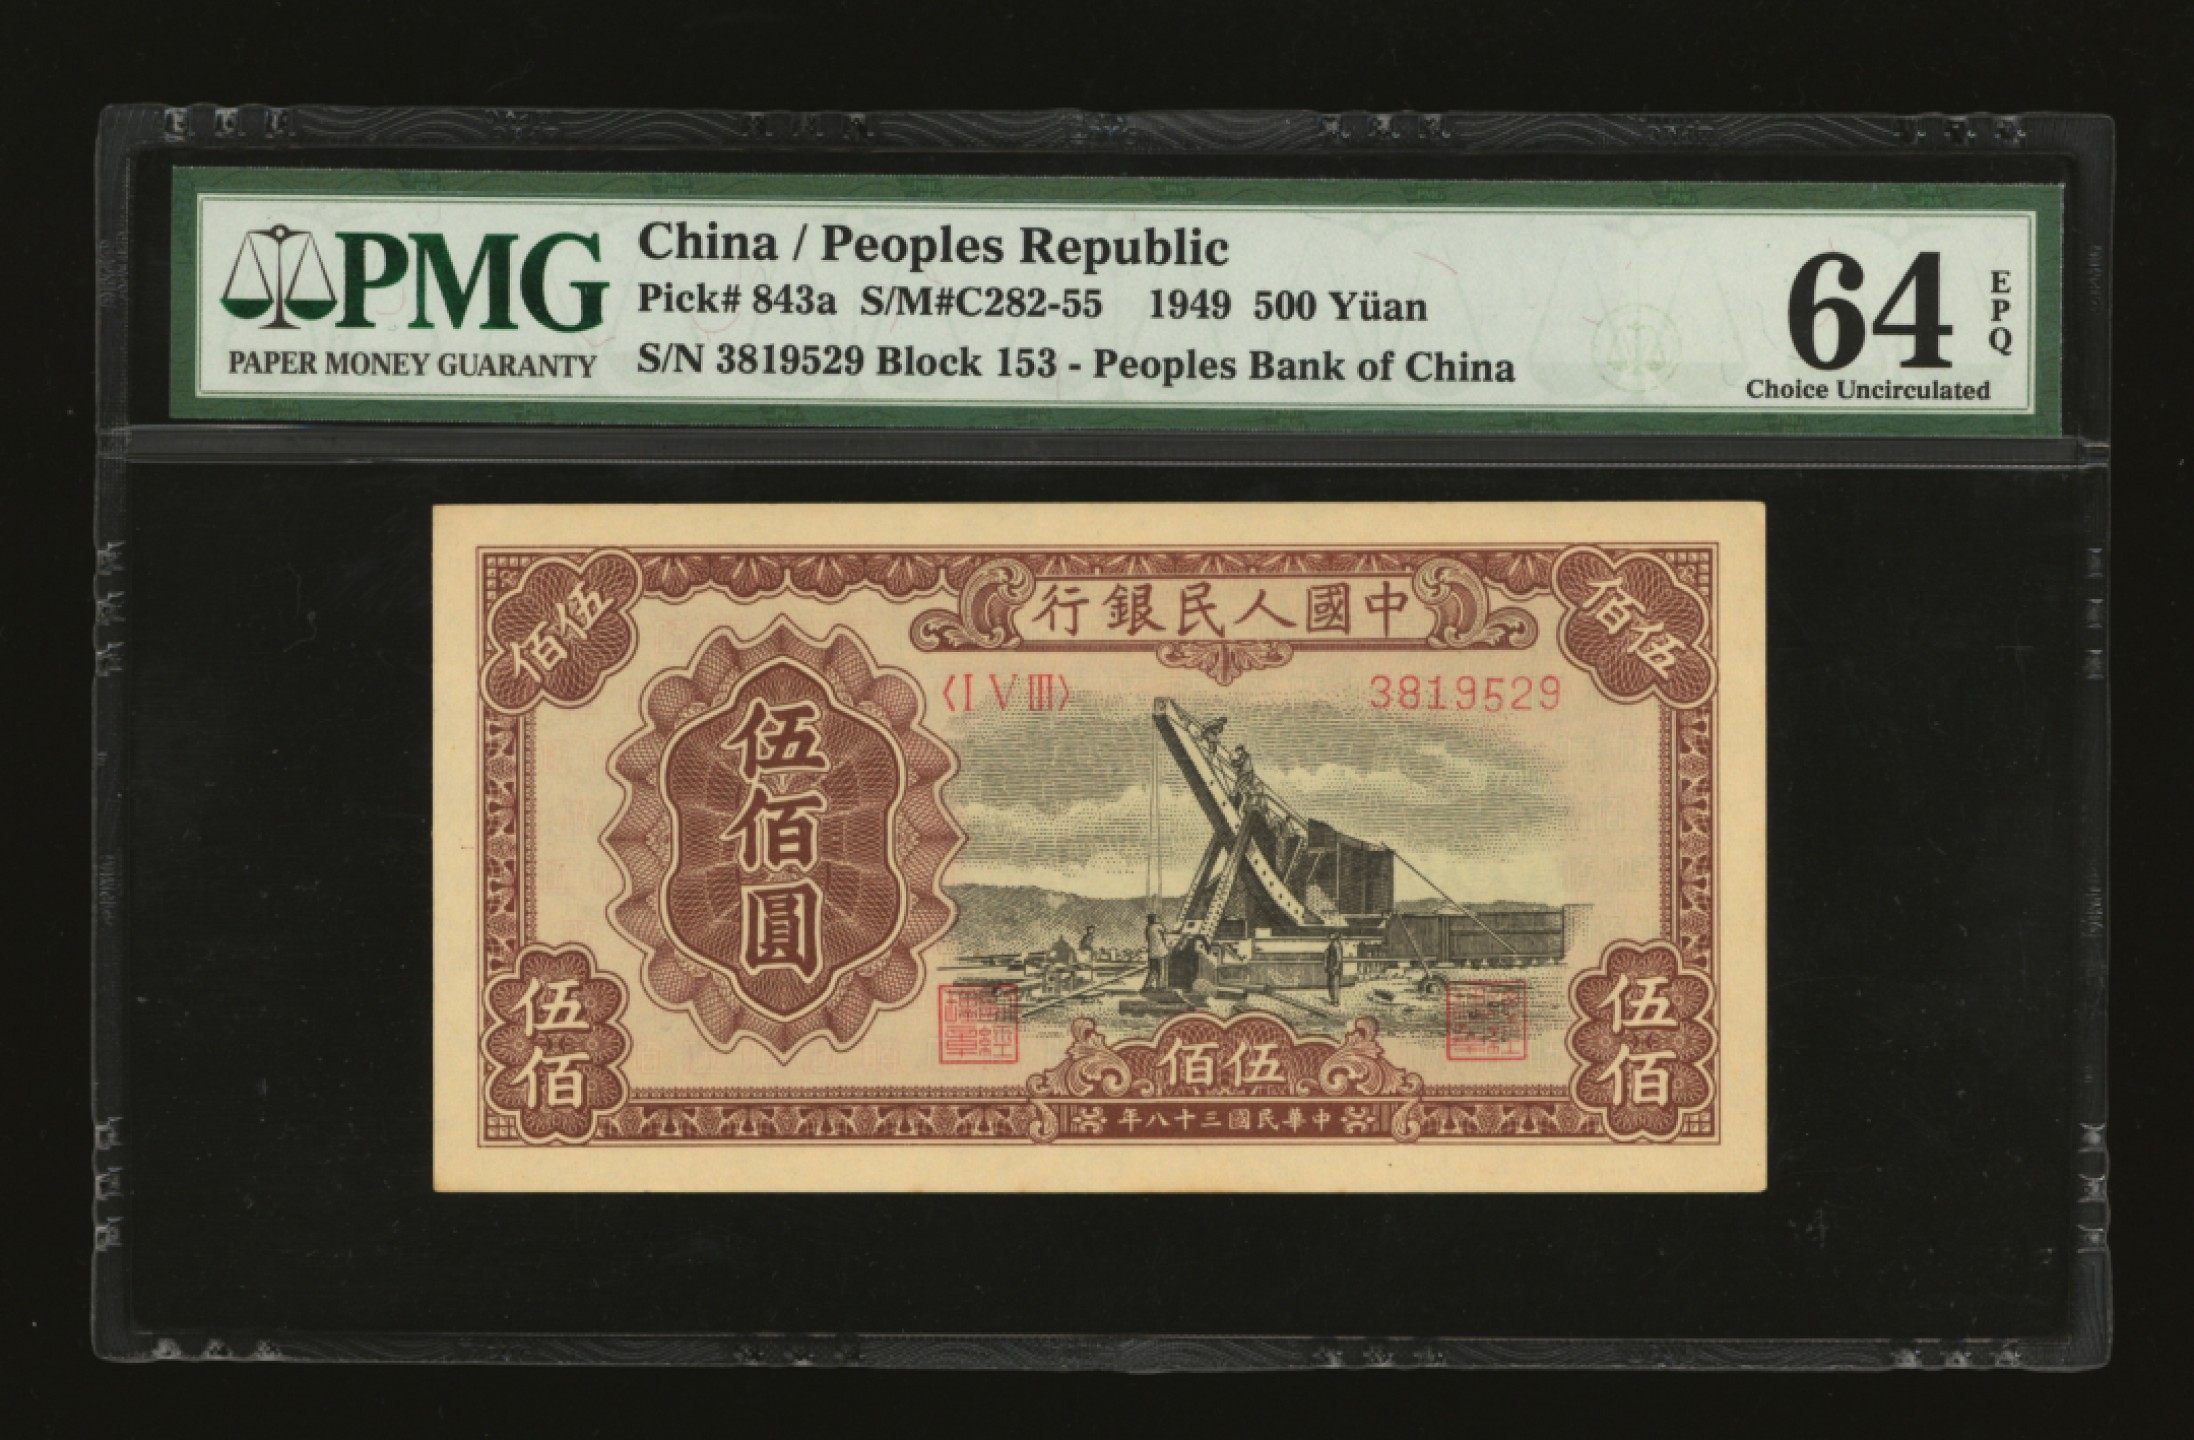 PMG
PAPER MONEY GUARANTY
China / Peoples Republic
Pick# 843a S/M#C282-55 1949 500 Yüan
S/N 3819529 Block 153 - Peoples Bank of China
64
EPQ
Choice Uncirculated
佰伍
行銀民人國中
佰伍
〈I V III〉
3819529
伍佰圓
伍佰
佰伍
伍佰
年八十三國民華中